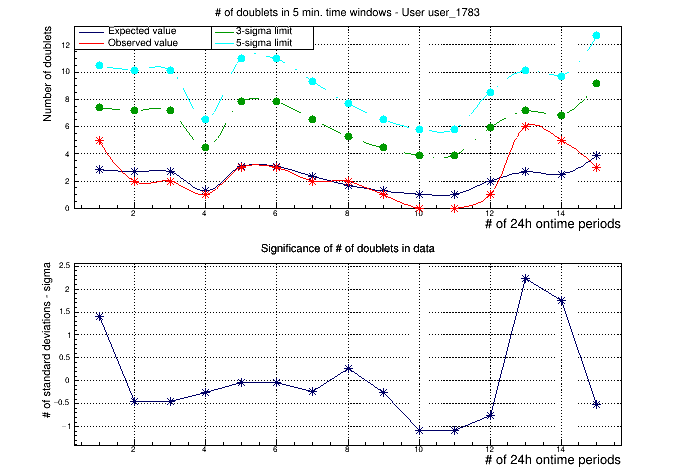 # of doublets in 5 min. time windows - User user_1783
Number of doublets
Expected value
Observed value
3-sigma limit
5-sigma limit
12
10
8
6
4
2
0
2 4 6 8 10 12 14
# of 24h ontime periods
Significance of # of doublets in data
# of standard deviations - sigma
2.5
2
1.5
1
0.5
0
−0.5
−1
2 4 6 8 10 12 14
# of 24h ontime periods